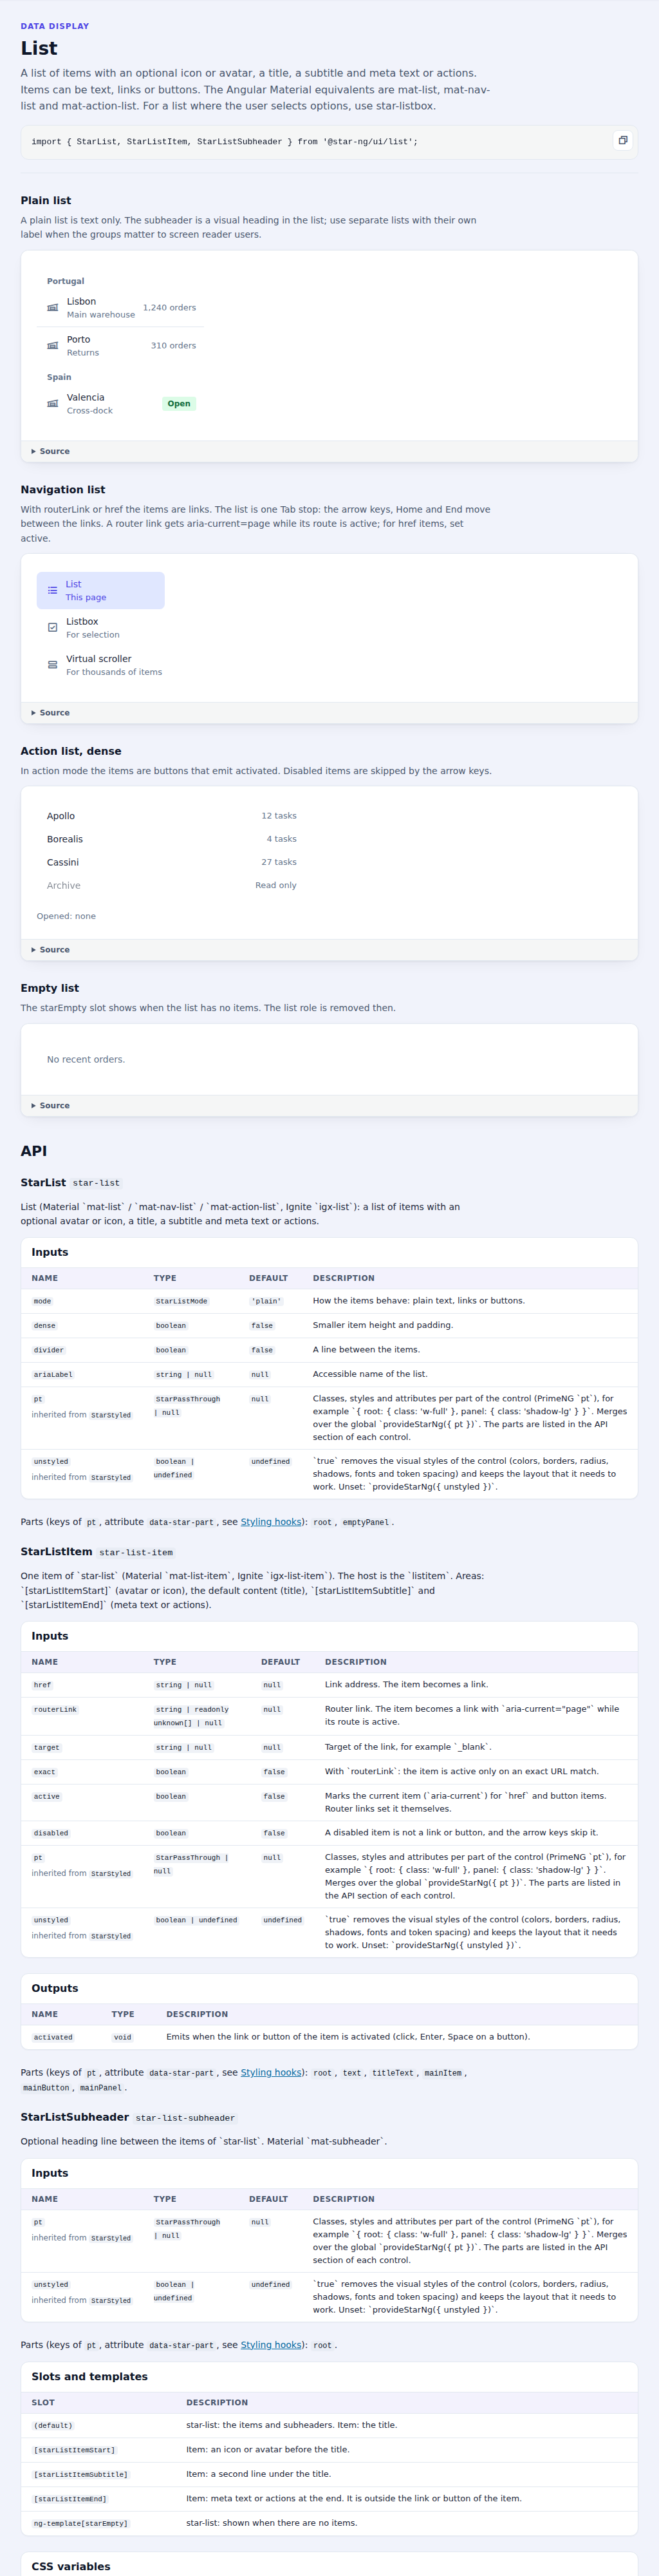 DATA DISPLAY
List
A list of items with an optional icon or avatar, a title, a subtitle and meta text or actions.
Items can be text, links or buttons. The Angular Material equivalents are mat-list, mat-nav-
list and mat-action-list. For a list where the user selects options, use star-listbox.
import { StarList, StarListItem, StarListSubheader } from '@star-ng/ui/list';
Plain list
A plain list is text only. The subheader is a visual heading in the list; use separate lists with their own
label when the groups matter to screen reader users.
Portugal
Lisbon
Main warehouse
1,240 orders
Porto
Returns
310 orders
Spain
Valencia
Cross-dock
Open
Source
Navigation list
With routerLink or href the items are links. The list is one Tab stop: the arrow keys, Home and End move
between the links. A router link gets aria-current=page while its route is active; for href items, set
active.
List
This page
Listbox
For selection
Virtual scroller
For thousands of items
Source
Action list, dense
In action mode the items are buttons that emit activated. Disabled items are skipped by the arrow keys.
Apollo 12 tasks
Borealis 4 tasks
Cassini 27 tasks
Archive Read only
Opened: none
Source
Empty list
The starEmpty slot shows when the list has no items. The list role is removed then.
No recent orders.
Source
API
StarList star-list
List (Material `mat-list` / `mat-nav-list` / `mat-action-list`, Ignite `igx-list`): a list of items with an
optional avatar or icon, a title, a subtitle and meta text or actions.
Inputs
NAME TYPE DEFAULT DESCRIPTION
mode StarListMode 'plain' How the items behave: plain text, links or buttons.
dense boolean false Smaller item height and padding.
divider boolean false A line between the items.
ariaLabel string | null null Accessible name of the list.
pt StarPassThrough null Classes, styles and attributes per part of the control (PrimeNG `pt`), for
inherited from StarStyled | null example `{ root: { class: 'w-full' }, panel: { class: 'shadow-lg' } }`. Merges
over the global `provideStarNg({ pt })`. The parts are listed in the API
section of each control.
unstyled boolean | undefined `true` removes the visual styles of the control (colors, borders, radius,
inherited from StarStyled undefined shadows, fonts and token spacing) and keeps the layout that it needs to
work. Unset: `provideStarNg({ unstyled })`.
Parts (keys of pt, attribute data-star-part, see Styling hooks): root, emptyPanel.
StarListItem star-list-item
One item of `star-list` (Material `mat-list-item`, Ignite `igx-list-item`). The host is the `listitem`. Areas:
`[starListItemStart]` (avatar or icon), the default content (title), `[starListItemSubtitle]` and
`[starListItemEnd]` (meta text or actions).
Inputs
NAME TYPE DEFAULT DESCRIPTION
href string | null null Link address. The item becomes a link.
routerLink string | readonly null Router link. The item becomes a link with `aria-current="page"` while
unknown[] | null its route is active.
target string | null null Target of the link, for example `_blank`.
exact boolean false With `routerLink`: the item is active only on an exact URL match.
active boolean false Marks the current item (`aria-current`) for `href` and button items.
Router links set it themselves.
disabled boolean false A disabled item is not a link or button, and the arrow keys skip it.
pt StarPassThrough | null Classes, styles and attributes per part of the control (PrimeNG `pt`), for
inherited from StarStyled null example `{ root: { class: 'w-full' }, panel: { class: 'shadow-lg' } }`.
Merges over the global `provideStarNg({ pt })`. The parts are listed in
the API section of each control.
unstyled boolean | undefined undefined `true` removes the visual styles of the control (colors, borders, radius,
inherited from StarStyled shadows, fonts and token spacing) and keeps the layout that it needs
to work. Unset: `provideStarNg({ unstyled })`.
Outputs
NAME TYPE DESCRIPTION
activated void Emits when the link or button of the item is activated (click, Enter, Space on a button).
Parts (keys of pt, attribute data-star-part, see Styling hooks): root, text, titleText, mainItem,
mainButton, mainPanel.
StarListSubheader star-list-subheader
Optional heading line between the items of `star-list`. Material `mat-subheader`.
Inputs
NAME TYPE DEFAULT DESCRIPTION
pt StarPassThrough null Classes, styles and attributes per part of the control (PrimeNG `pt`), for
inherited from StarStyled | null example `{ root: { class: 'w-full' }, panel: { class: 'shadow-lg' } }`. Merges
over the global `provideStarNg({ pt })`. The parts are listed in the API
section of each control.
unstyled boolean | undefined `true` removes the visual styles of the control (colors, borders, radius,
inherited from StarStyled undefined shadows, fonts and token spacing) and keeps the layout that it needs to
work. Unset: `provideStarNg({ unstyled })`.
Parts (keys of pt, attribute data-star-part, see Styling hooks): root.
Slots and templates
SLOT DESCRIPTION
(default) star-list: the items and subheaders. Item: the title.
[starListItemStart] Item: an icon or avatar before the title.
[starListItemSubtitle] Item: a second line under the title.
[starListItemEnd] Item: meta text or actions at the end. It is outside the link or button of the item.
ng-template[starEmpty] star-list: shown when there are no items.
CSS variables